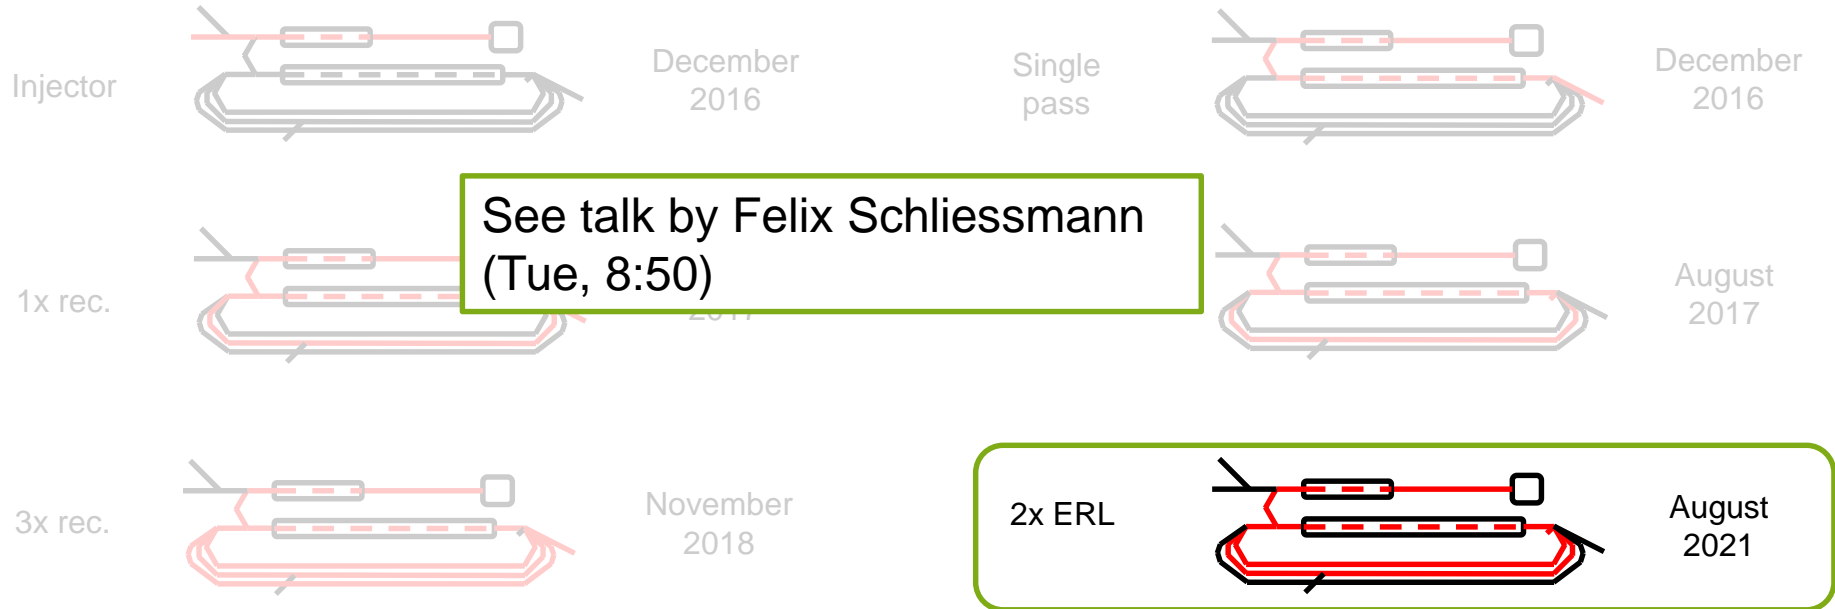 Injector
December
2016
Single
pass
December
2016
See talk by Felix Schliessmann
(Tue, 8:50)
1x rec.
2017
August
2017
3x rec.
November
2018
2x ERL
August
2021